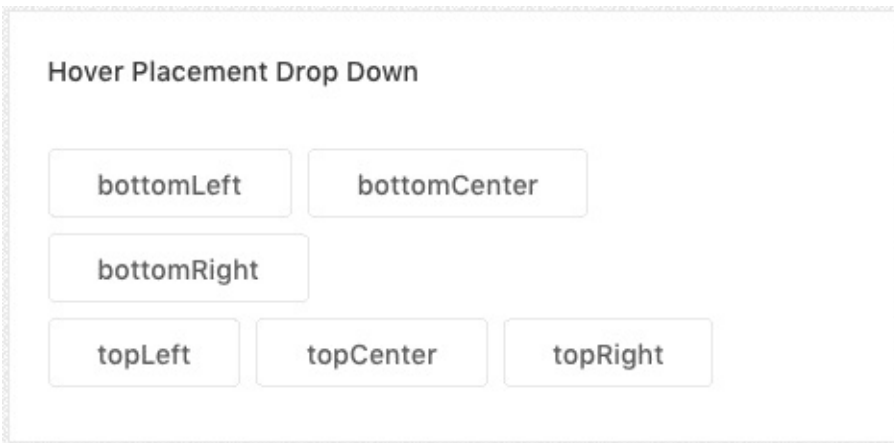 Hover Placement Drop Down
bottomLeft bottomCenter
bottomRight
topLeft topCenter topRight